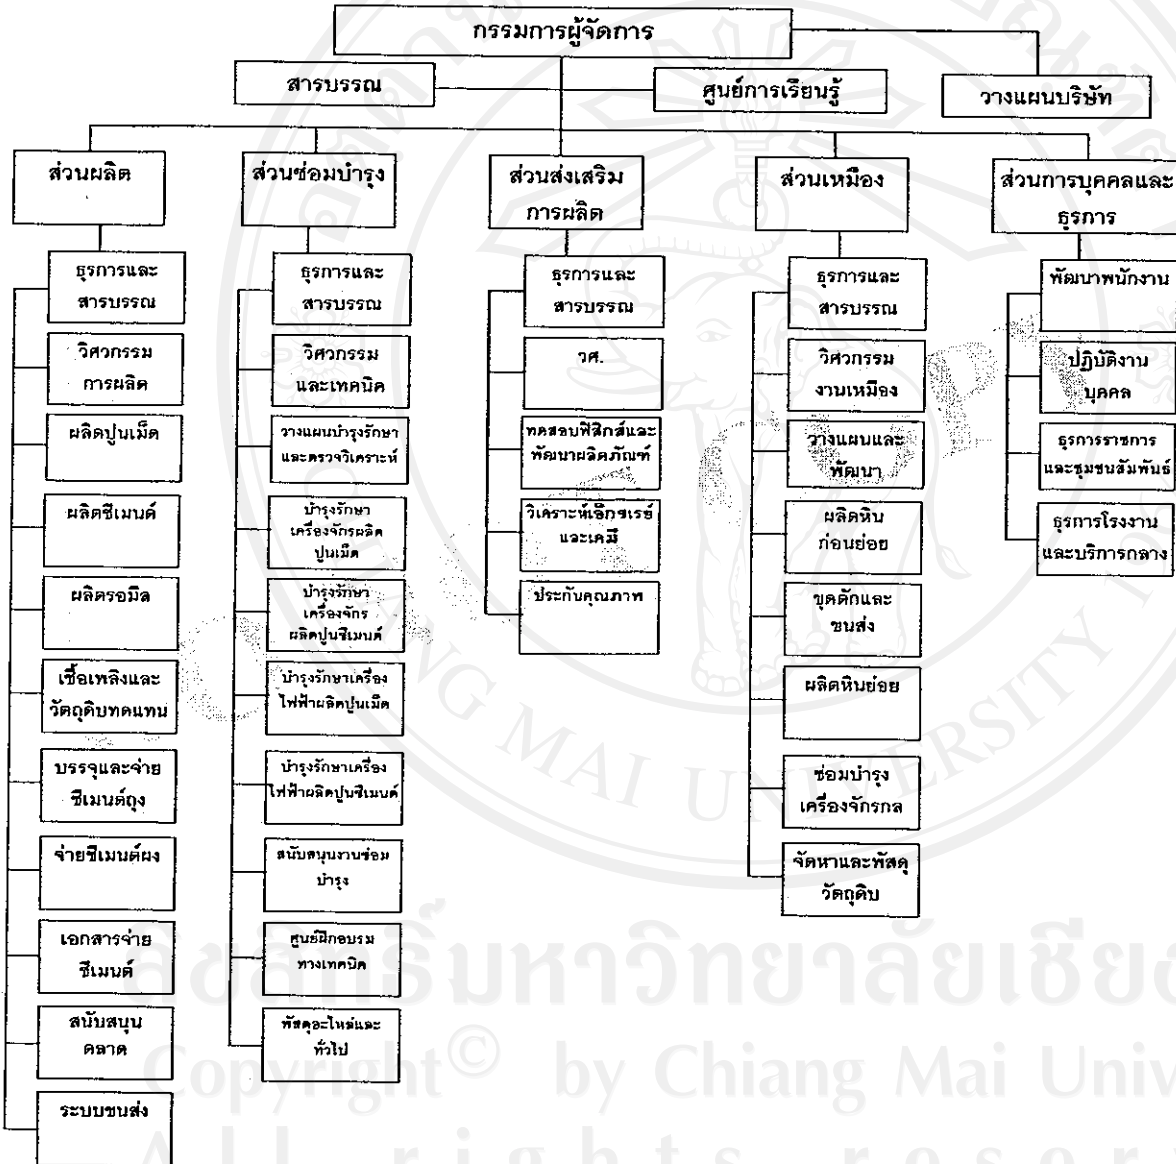 กรรมการผู้จัดการ
สารบรรณ
ศูนย์การเรียนรู้
วางแผนบริษัท
ส่วนผลิต
ธุรการและ
สารบรรณ
วิศวกรรม
การผลิต
ผลิตปูนเม็ด
ผลิตซีเมนต์
ผลิตรอมีล
เชื้อเพลิงและ
วัตถุดิบทดแทน
บรรจุและจ่าย
ซีเมนต์ถุง
จ่ายซีเมนต์ผง
เอกสารจ่าย
ซีเมนต์
สนับสนุน
ตลาด
ระบบขนส่ง
ส่วนซ่อมบำรุง
ธุรการและ
สารบรรณ
วิศวกรรม
และเทคนิค
วางแผนบำรุงรักษา
และตรวจวิเคราะห์
บำรุงรักษา
เครื่องจักรผลิต
ปูนเม็ด
บำรุงรักษา
เครื่องจักร
ผลิตปูนซีเมนต์
บำรุงรักษาเครื่อง
ไฟฟ้าผลิตปูนเม็ด
บำรุงรักษาเครื่อง
ไฟฟ้าผลิตปูนซีเมนต์
สนับสนุนงานซ่อม
บำรุง
ศูนย์ฝึกอบรม
ทางเทคนิค
พัสดุอะไหล่และ
ทั่วไป
ส่วนส่งเสริม
การผลิต
ธุรการและ
สารบรรณ
วศ.
ทดสอบฟิสิกส์และ
พัฒนาผลิตภัณฑ์
วิเคราะห์เอ็กซเรย์
และเคมี
ประกันคุณภาพ
ส่วนเหมือง
ธุรการและ
สารบรรณ
วิศวกรรม
งานเหมือง
วางแผนและ
พัฒนา
ผลิตหิน
ก่อนย่อย
ขุดตักและ
ขนส่ง
ผลิตหินย่อย
ซ่อมบำรุง
เครื่องจักรกล
จัดหาและพัสดุ
วัตถุดิบ
ส่วนการบุคคลและ
ธุรการ
พัฒนาพนักงาน
ปฏิบัติงาน
บุคคล
ธุรการราชการ
และชุมชนสัมพันธ์
ธุรการโรงงาน
และบริการกลาง
CHIANG MAI UNIVERSITY
ลิขสิทธิ์มหาวิทยาลัยเชียง
Copyright© by Chiang Mai Univ
All rights reser